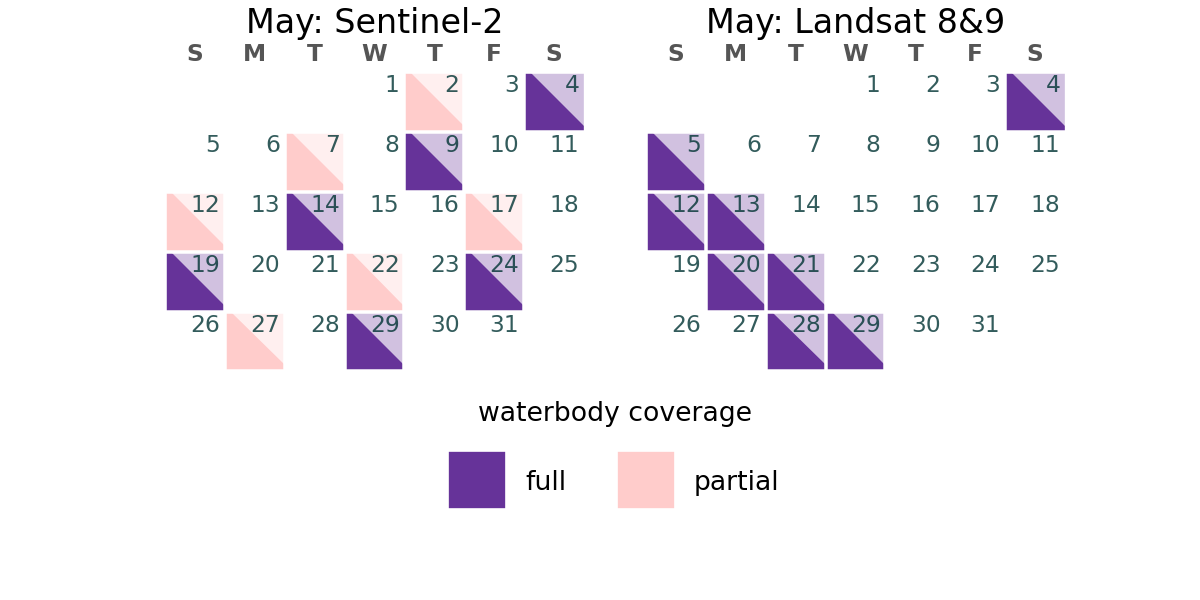 May: Sentinel-2
S M T W T F S
1 2 3 4
5 6 7 8 9 10 11
12 13 14 15 16 17 18
19 20 21 22 23 24 25
26 27 28 29 30 31
May: Landsat 8&9
S M T W T F S
1 2 3 4
5 6 7 8 9 10 11
12 13 14 15 16 17 18
19 20 21 22 23 24 25
26 27 28 29 30 31
waterbody coverage
full partial